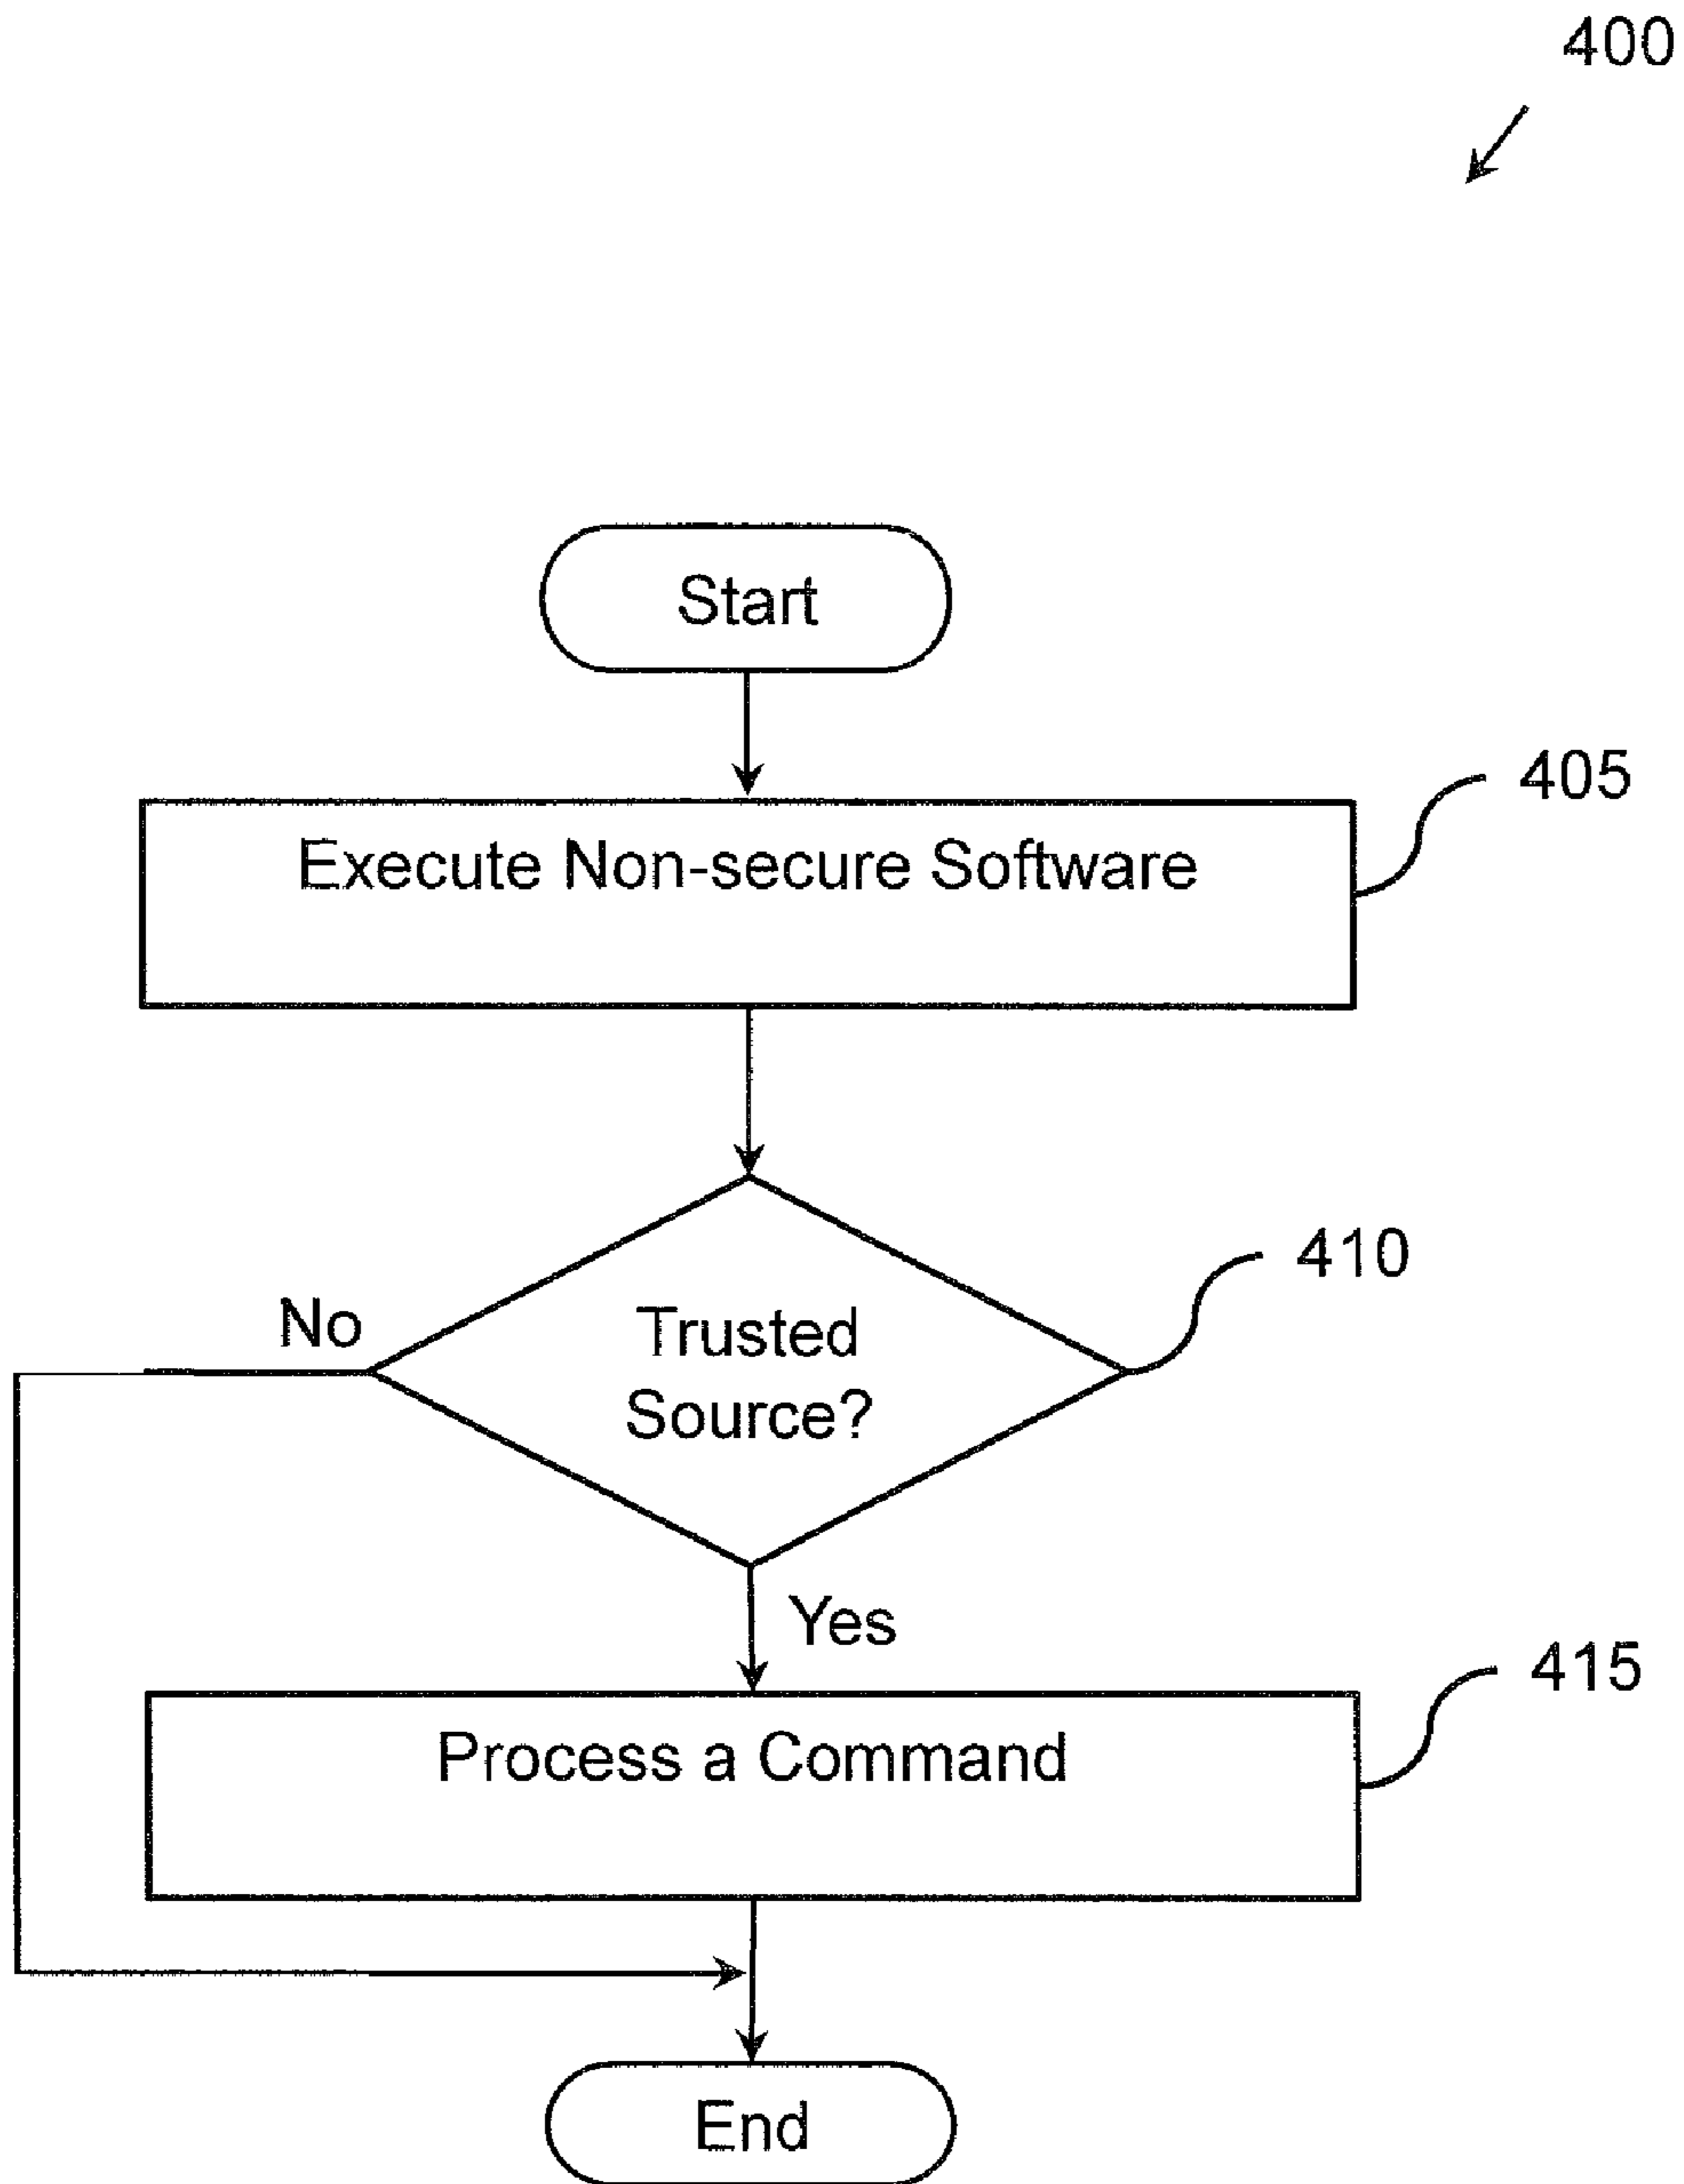 400
Start
Execute Non-secure Software
405
Trusted
Source?
410
No
Yes
Process a Command
415
End